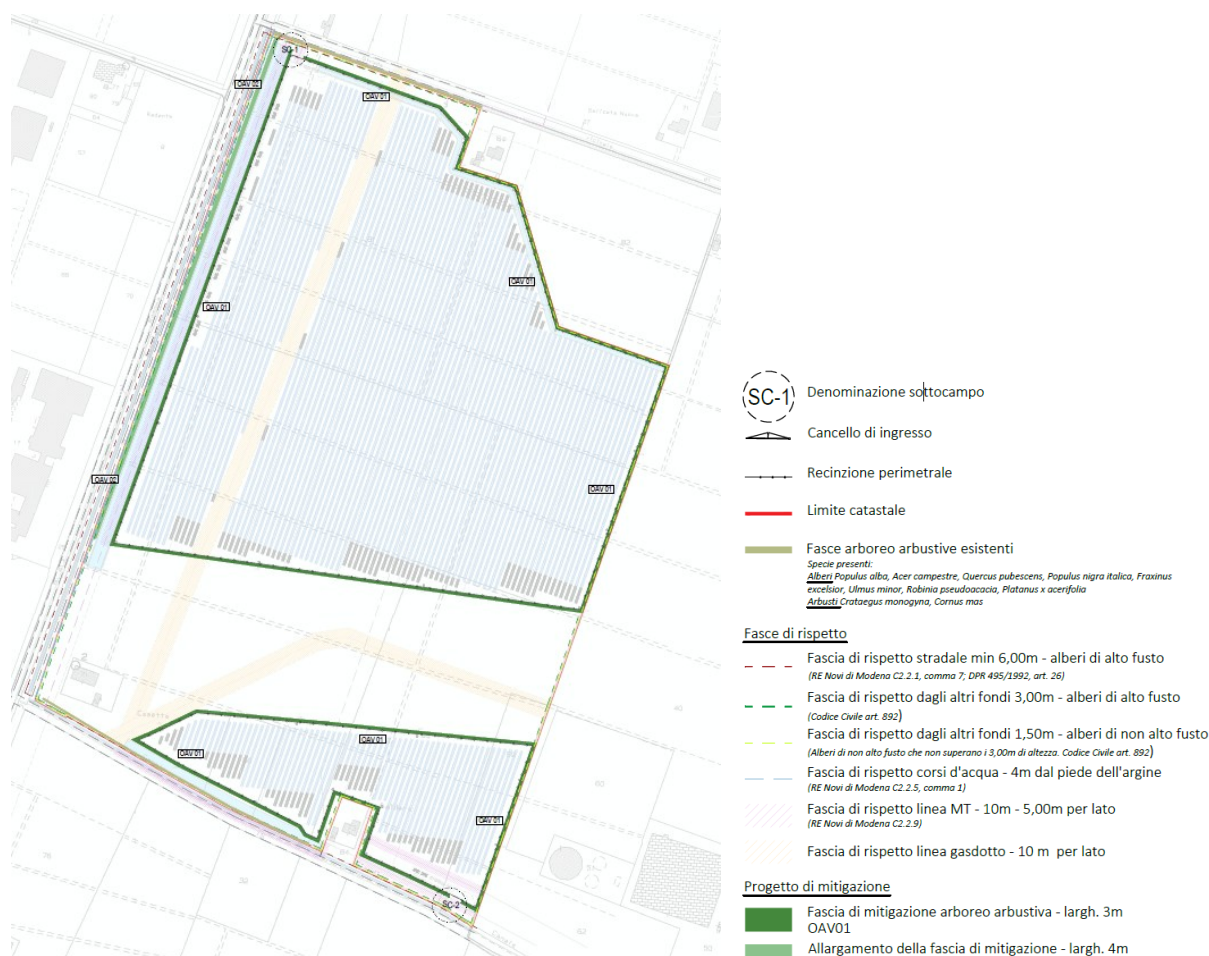 SC-1
OAV 02
OAV 01
OAV 01
OAV 01
OAV 02
OAV 01
OAV 01
OAV 01
OAV 01
SC-2
SC-1
Denominazione sottocampo
Cancello di ingresso
Recinzione perimetrale
Limite catastale
Fasce arboreo arbustive esistenti
Specie presenti:
Alberi Populus alba, Acer campestre, Quercus pubescens, Populus nigra italica, Fraxinus
excelsior, Ulmus minor, Robinia pseudoacacia, Platanus x acerifolia
Arbusti Crataegus monogyna, Cornus mas
Fasce di rispetto
Fascia di rispetto stradale min 6,00m - alberi di alto fusto
(RE Novi di Modena C2.2.1, comma 7; DPR 495/1992, art. 26)
Fascia di rispetto dagli altri fondi 3,00m - alberi di alto fusto
(Codice Civile art. 892)
Fascia di rispetto dagli altri fondi 1,50m - alberi di non alto fusto
(Alberi di non alto fusto che non superano i 3,00m di altezza. Codice Civile art. 892)
Fascia di rispetto corsi d'acqua - 4m dal piede dell'argine
(RE Novi di Modena C2.2.5, comma 1)
Fascia di rispetto linea MT - 10m - 5,00m per lato
(RE Novi di Modena C2.2.9)
Fascia di rispetto linea gasdotto - 10 m per lato
Progetto di mitigazione
Fascia di mitigazione arboreo arbustiva - largh. 3m
OAV01
Allargamento della fascia di mitigazione - largh. 4m